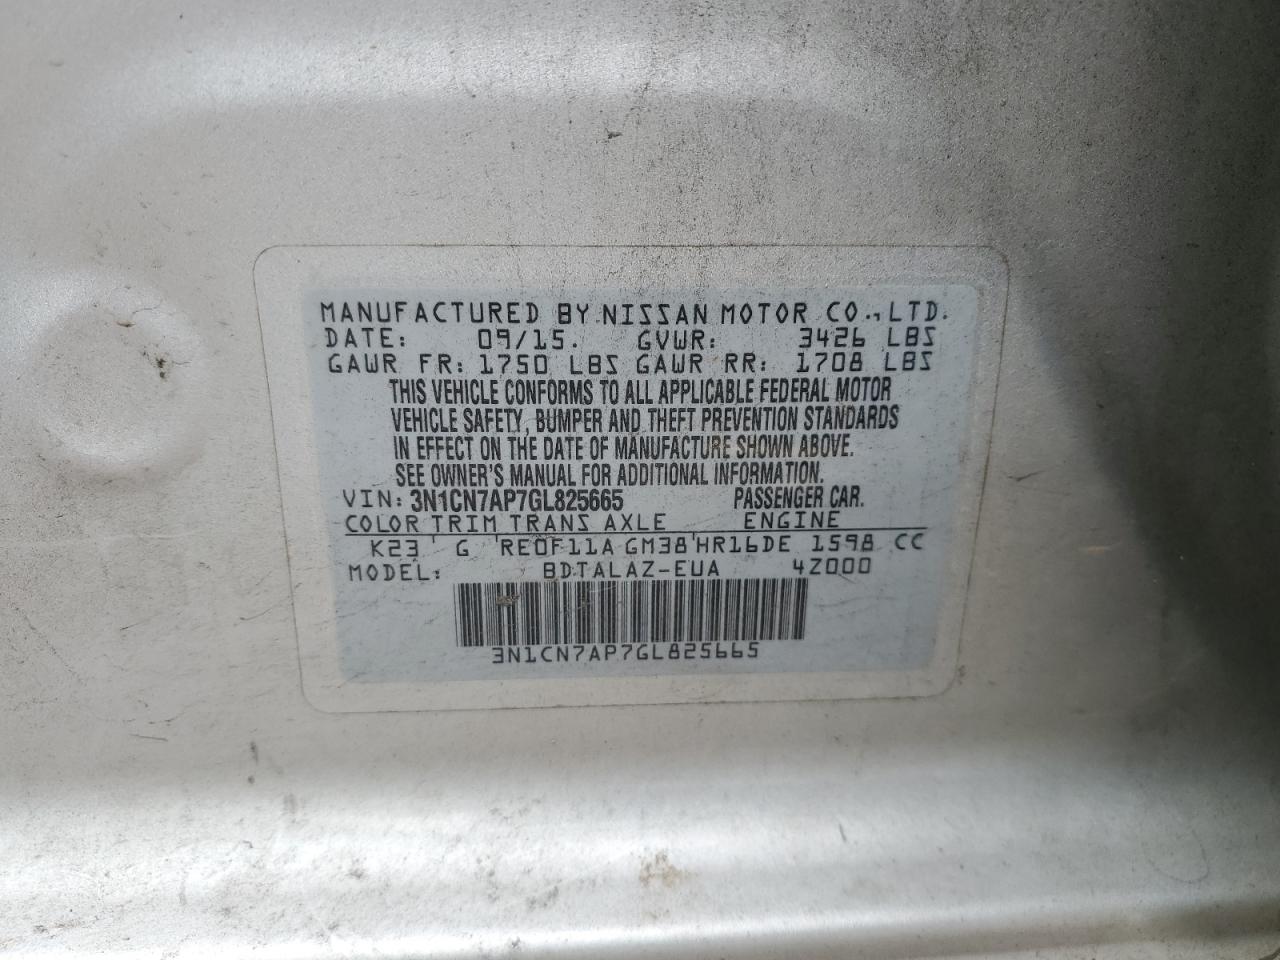 MANUFACTURED BY NISSAN MOTOR CO., LTD.
DATE: 09/15. GVWR: 3426 LBS
GAWR FR: 1750 LBS GAWR RR: 1708 LBS
THIS VEHICLE CONFORMS TO ALL APPLICABLE FEDERAL MOTOR
VEHICLE SAFETY, BUMPER AND THEFT PREVENTION STANDARDS
IN EFFECT ON THE DATE OF MANUFACTURE SHOWN ABOVE.
SEE OWNER'S MANUAL FOR ADDITIONAL INFORMATION.
VIN: 3N1CN7AP7GL825665 PASSENGER CAR.
COLOR TRIM TRANS AXLE ENGINE
K23 G RE0F11A GM38 HR16DE 1598 CC
MODEL: BDTALAZ-EUA 4Z000
3N1CN7AP7GL825665